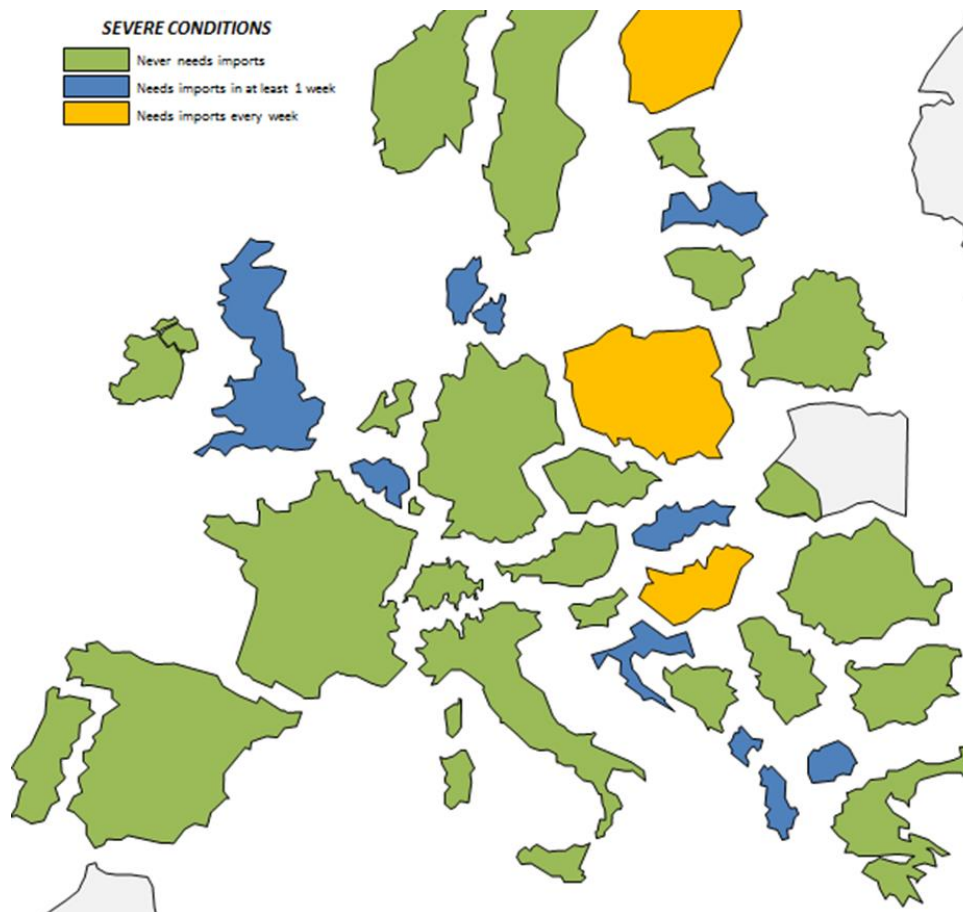 SEVERE CONDITIONS
Never needs imports
Needs imports in at least 1 week
Needs imports every week